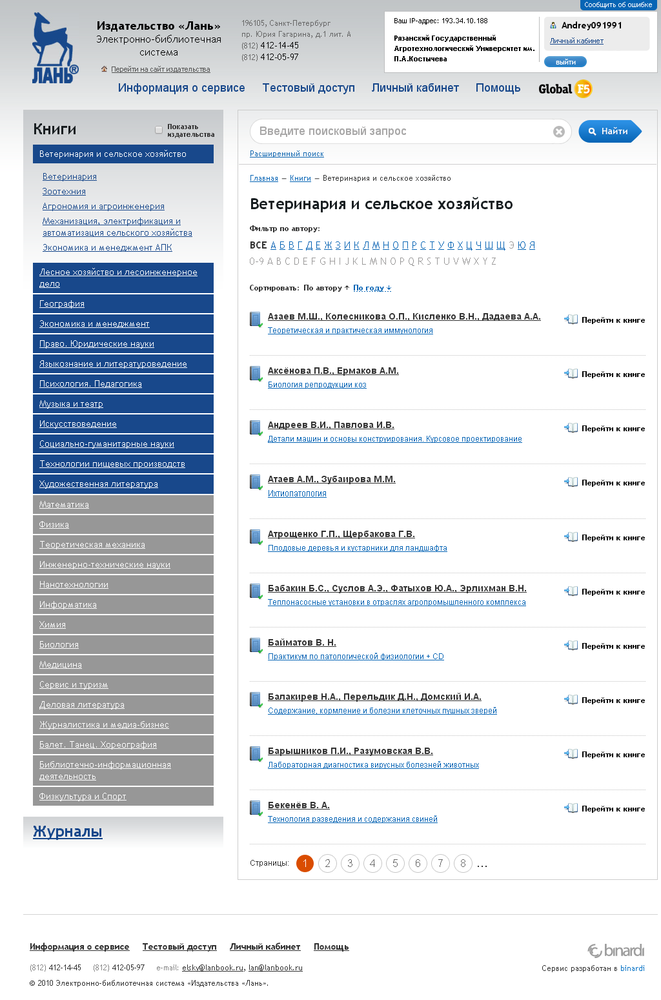 Сообщить об ошибке
Издательство «Лань»
Электронно-библиотечная
система
Перейти на сайт издательства
ЛАНЬ®
196105, Санкт-Петербург
пр. Юрия Гагарина, д.1 лит. А
(812) 412-14-45
(812) 412-05-97
Ваш IP-адрес: 193.34.10.188
Рязанский Государственный
Агротехнологический Университет им.
П.А.Костычева
Andrey091991
Личный кабинет
выйти
Информация о сервисе Тестовый доступ Личный кабинет Помощь Global F5
Книги
Показать
издательства
Ветеринария и сельское хозяйство
Ветеринария
Зоотехния
Агрономия и агроинженерия
Механизация, электрификация и
автоматизация сельского хозяйства
Экономика и менеджмент АПК
Лесное хозяйство и лесоинженерное
дело
География
Экономика и менеджмент
Право. Юридические науки
Языкознание и литературоведение
Психология. Педагогика
Музыка и театр
Искусствоведение
Социально-гуманитарные науки
Технологии пищевых производств
Художественная литература
Математика
Физика
Теоретическая механика
Инженерно-технические науки
Нанотехнологии
Информатика
Химия
Биология
Медицина
Сервис и туризм
Деловая литература
Журналистика и медиа-бизнес
Балет. Танец. Хореография
Библиотечно-информационная
деятельность
Физкультура и Спорт
Журналы
Введите поисковый запрос
Найти
Расширенный поиск
Главная – Книги – Ветеринария и сельское хозяйство
Ветеринария и сельское хозяйство
Фильтр по автору:
ВСЕ А Б В Г Д Е Ж З И К Л М Н О П Р С Т У Ф Х Ц Ч Ш Щ Э Ю Я
0-9 A B C D E F G H I J K L M N O P Q R S T U V W X Y Z
Сортировать: По автору ↑ По году ↓
Азаев М.Ш., Колесникова О.П., Кисленко В.Н., Дадаева А.А.
Перейти к книге
Теоретическая и практическая иммунология
Аксёнова П.В., Ермаков А.М.
Перейти к книге
Биология репродукции коз
Андреев В.И., Павлова И.В.
Перейти к книге
Детали машин и основы конструирования. Курсовое проектирование
Атаев А.М., Зубаирова М.М.
Перейти к книге
Ихтиопатология
Атрощенко Г.П., Щербакова Г.В.
Перейти к книге
Плодовые деревья и кустарники для ландшафта
Бабакин Б.С., Суслов А.Э., Фатыхов Ю.А., Эрлихман В.Н.
Перейти к книге
Теплонасосные установки в отраслях агропромышленного комплекса
Байматов В. Н.
Перейти к книге
Практикум по патологической физиологии + CD
Балакирев Н.А., Перельдик Д.Н., Домский И.А.
Перейти к книге
Содержание, кормление и болезни клеточных пушных зверей
Барышников П.И., Разумовская В.В.
Перейти к книге
Лабораторная диагностика вирусных болезней животных
Бекенёв В. А.
Перейти к книге
Технология разведения и содержания свиней
Страницы: 1 2 3 4 5 6 7 8 ...
Информация о сервисе Тестовый доступ Личный кабинет Помощь
(812) 412-14-45 (812) 412-05-97 e-mail: elsky@lanbook.ru, lan@lanbook.ru
© 2010 Электронно-библиотечная система «Издательства «Лань».
binardi
Сервис разработан в binardi